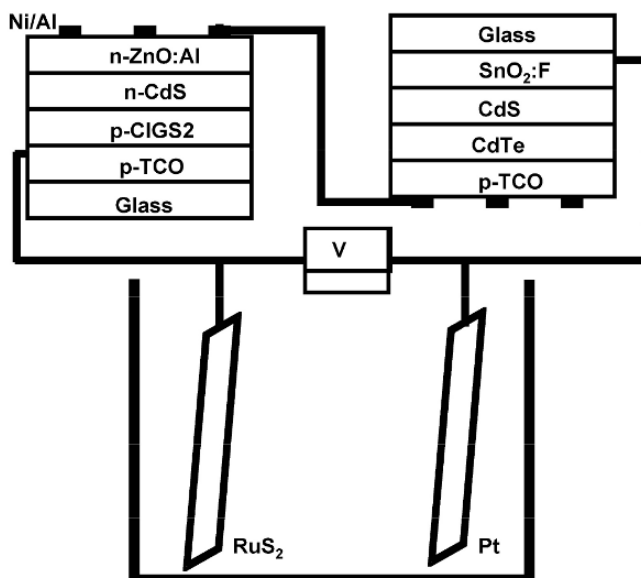 Ni/Al
n-ZnO:Al
n-CdS
p-CIGS2
p-TCO
Glass
Glass
SnO₂:F
CdS
CdTe
p-TCO
V
RuS₂
Pt